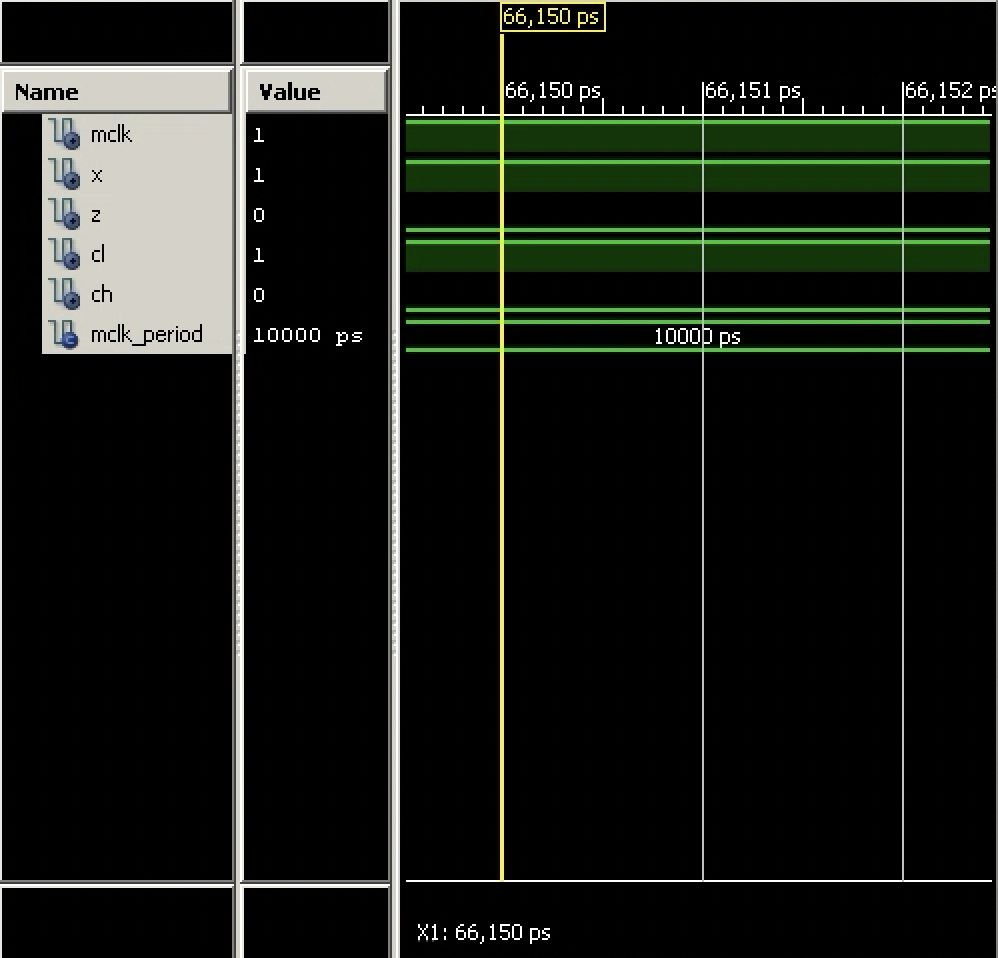 66,150 ps
Name Value 66,150 ps 66,151 ps 66,152 ps
mclk 1
x 1
z 0
cl 1
ch 0
mclk_period 10000 ps 10000 ps
X1: 66,150 ps